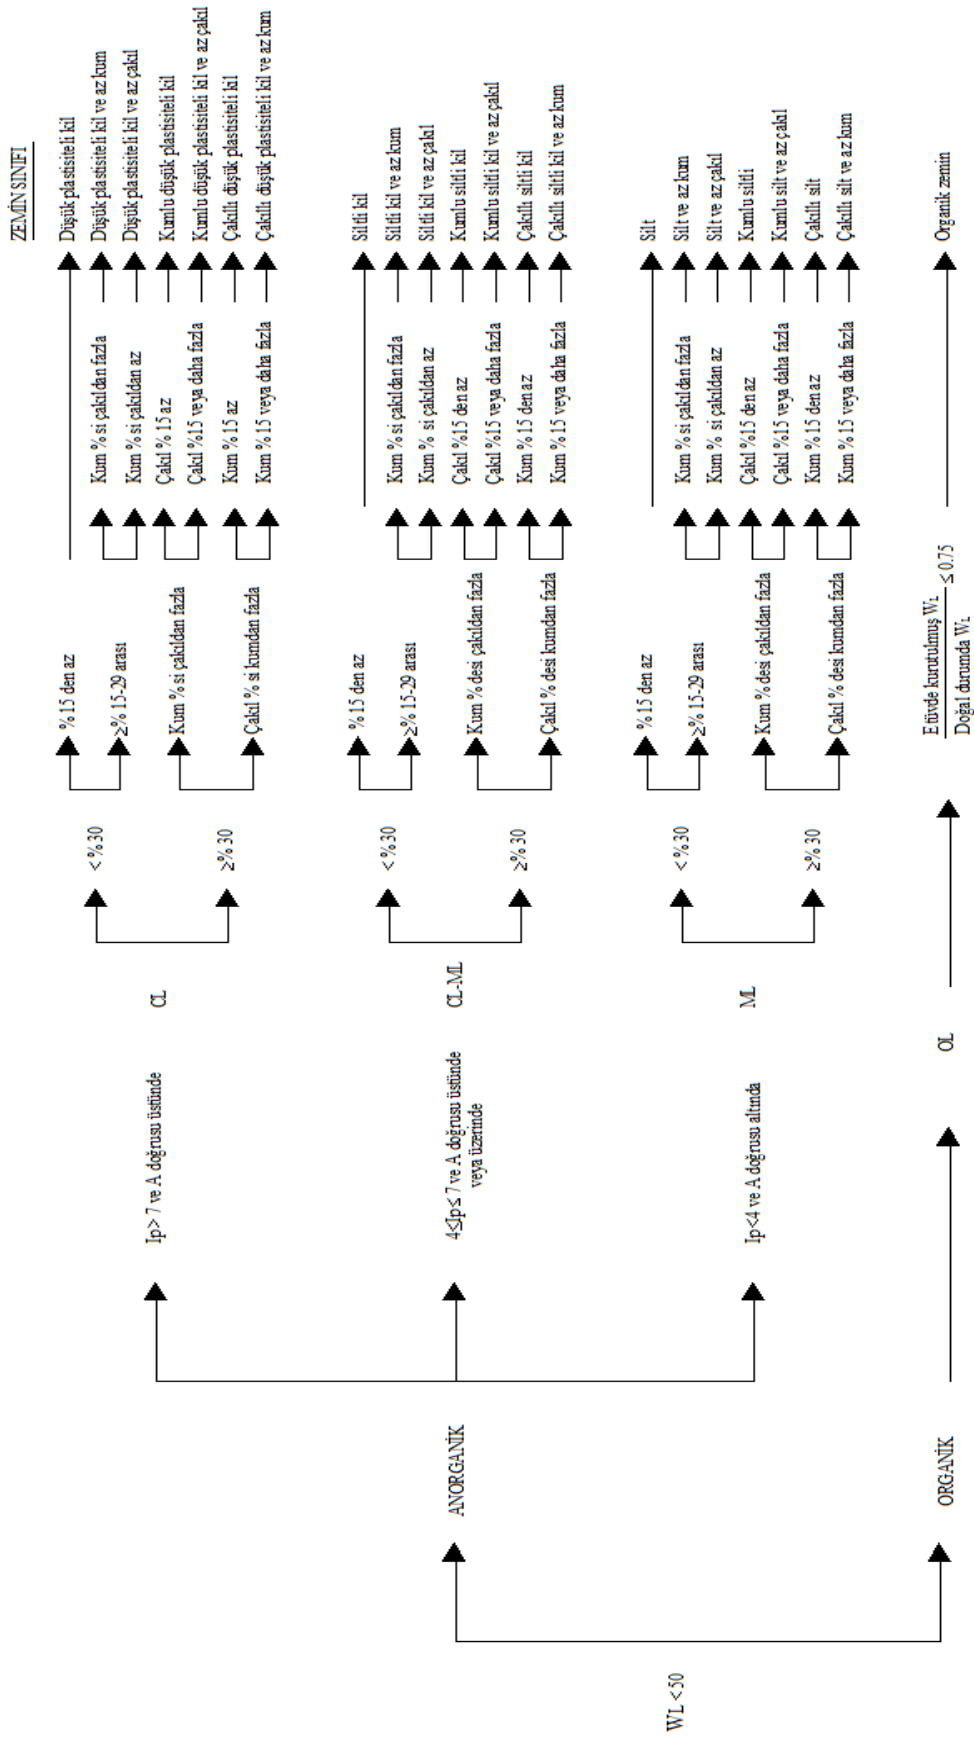 ZEMİN SINIFI
WL <50
ANORGANİK
ORGANİK
Ip> 7 ve A doğrusu üstünde
CL
< %30
% 15 den az
Düşük plastisiteli kil
≥% 15-29 arası
Kum % si çakıldan fazla
Düşük plastisiteli kil ve az kum
Kum % si çakıldan az
Düşük plastisiteli kil ve az çakıl
≥% 30
Kum % si çakıldan fazla
Çakıl % 15 az
Kumlu düşük plastisiteli kil
Çakıl %15 veya daha fazla
Kumlu düşük plastisiteli kil ve az çakıl
Çakıl % si kumdan fazla
Kum % 15 az
Çakıllı düşük plastisiteli kil
Kum % 15 veya daha fazla
Çakıllı düşük plastisiteli kil ve az kum
4≤Ip≤ 7 ve A doğrusu üstünde
veya üzerinde
CL-ML
< %30
% 15 den az
Siltli kil
≥% 15-29 arası
Kum % si çakıldan fazla
Siltli kil ve az kum
Kum % si çakıldan az
Siltli kil ve az çakıl
≥% 30
Kum % desi çakıldan fazla
Çakıl %15 den az
Kumlu siltli kil
Çakıl %15 veya daha fazla
Kumlu siltli kil ve az çakıl
Çakıl % desi kumdan fazla
Kum % 15 den az
Çakıllı siltli kil
Kum % 15 veya daha fazla
Çakıllı siltli kil ve az kum
Ip<4 ve A doğrusu altında
ML
< %30
% 15 den az
Silt
≥% 15-29 arası
Kum % si çakıldan fazla
Silt ve az kum
Kum % si çakıldan az
Silt ve az çakıl
≥% 30
Kum % desi çakıldan fazla
Çakıl %15 den az
Kumlu siltli
Çakıl %15 veya daha fazla
Kumlu silt ve az çakıl
Çakıl % desi kumdan fazla
Kum % 15 den az
Çakıllı silt
Kum % 15 veya daha fazla
Çakıllı silt ve az kum
OL
Etüvde kurutulmuş WL
≤ 0.75
Doğal durumda WL
Organik zemin